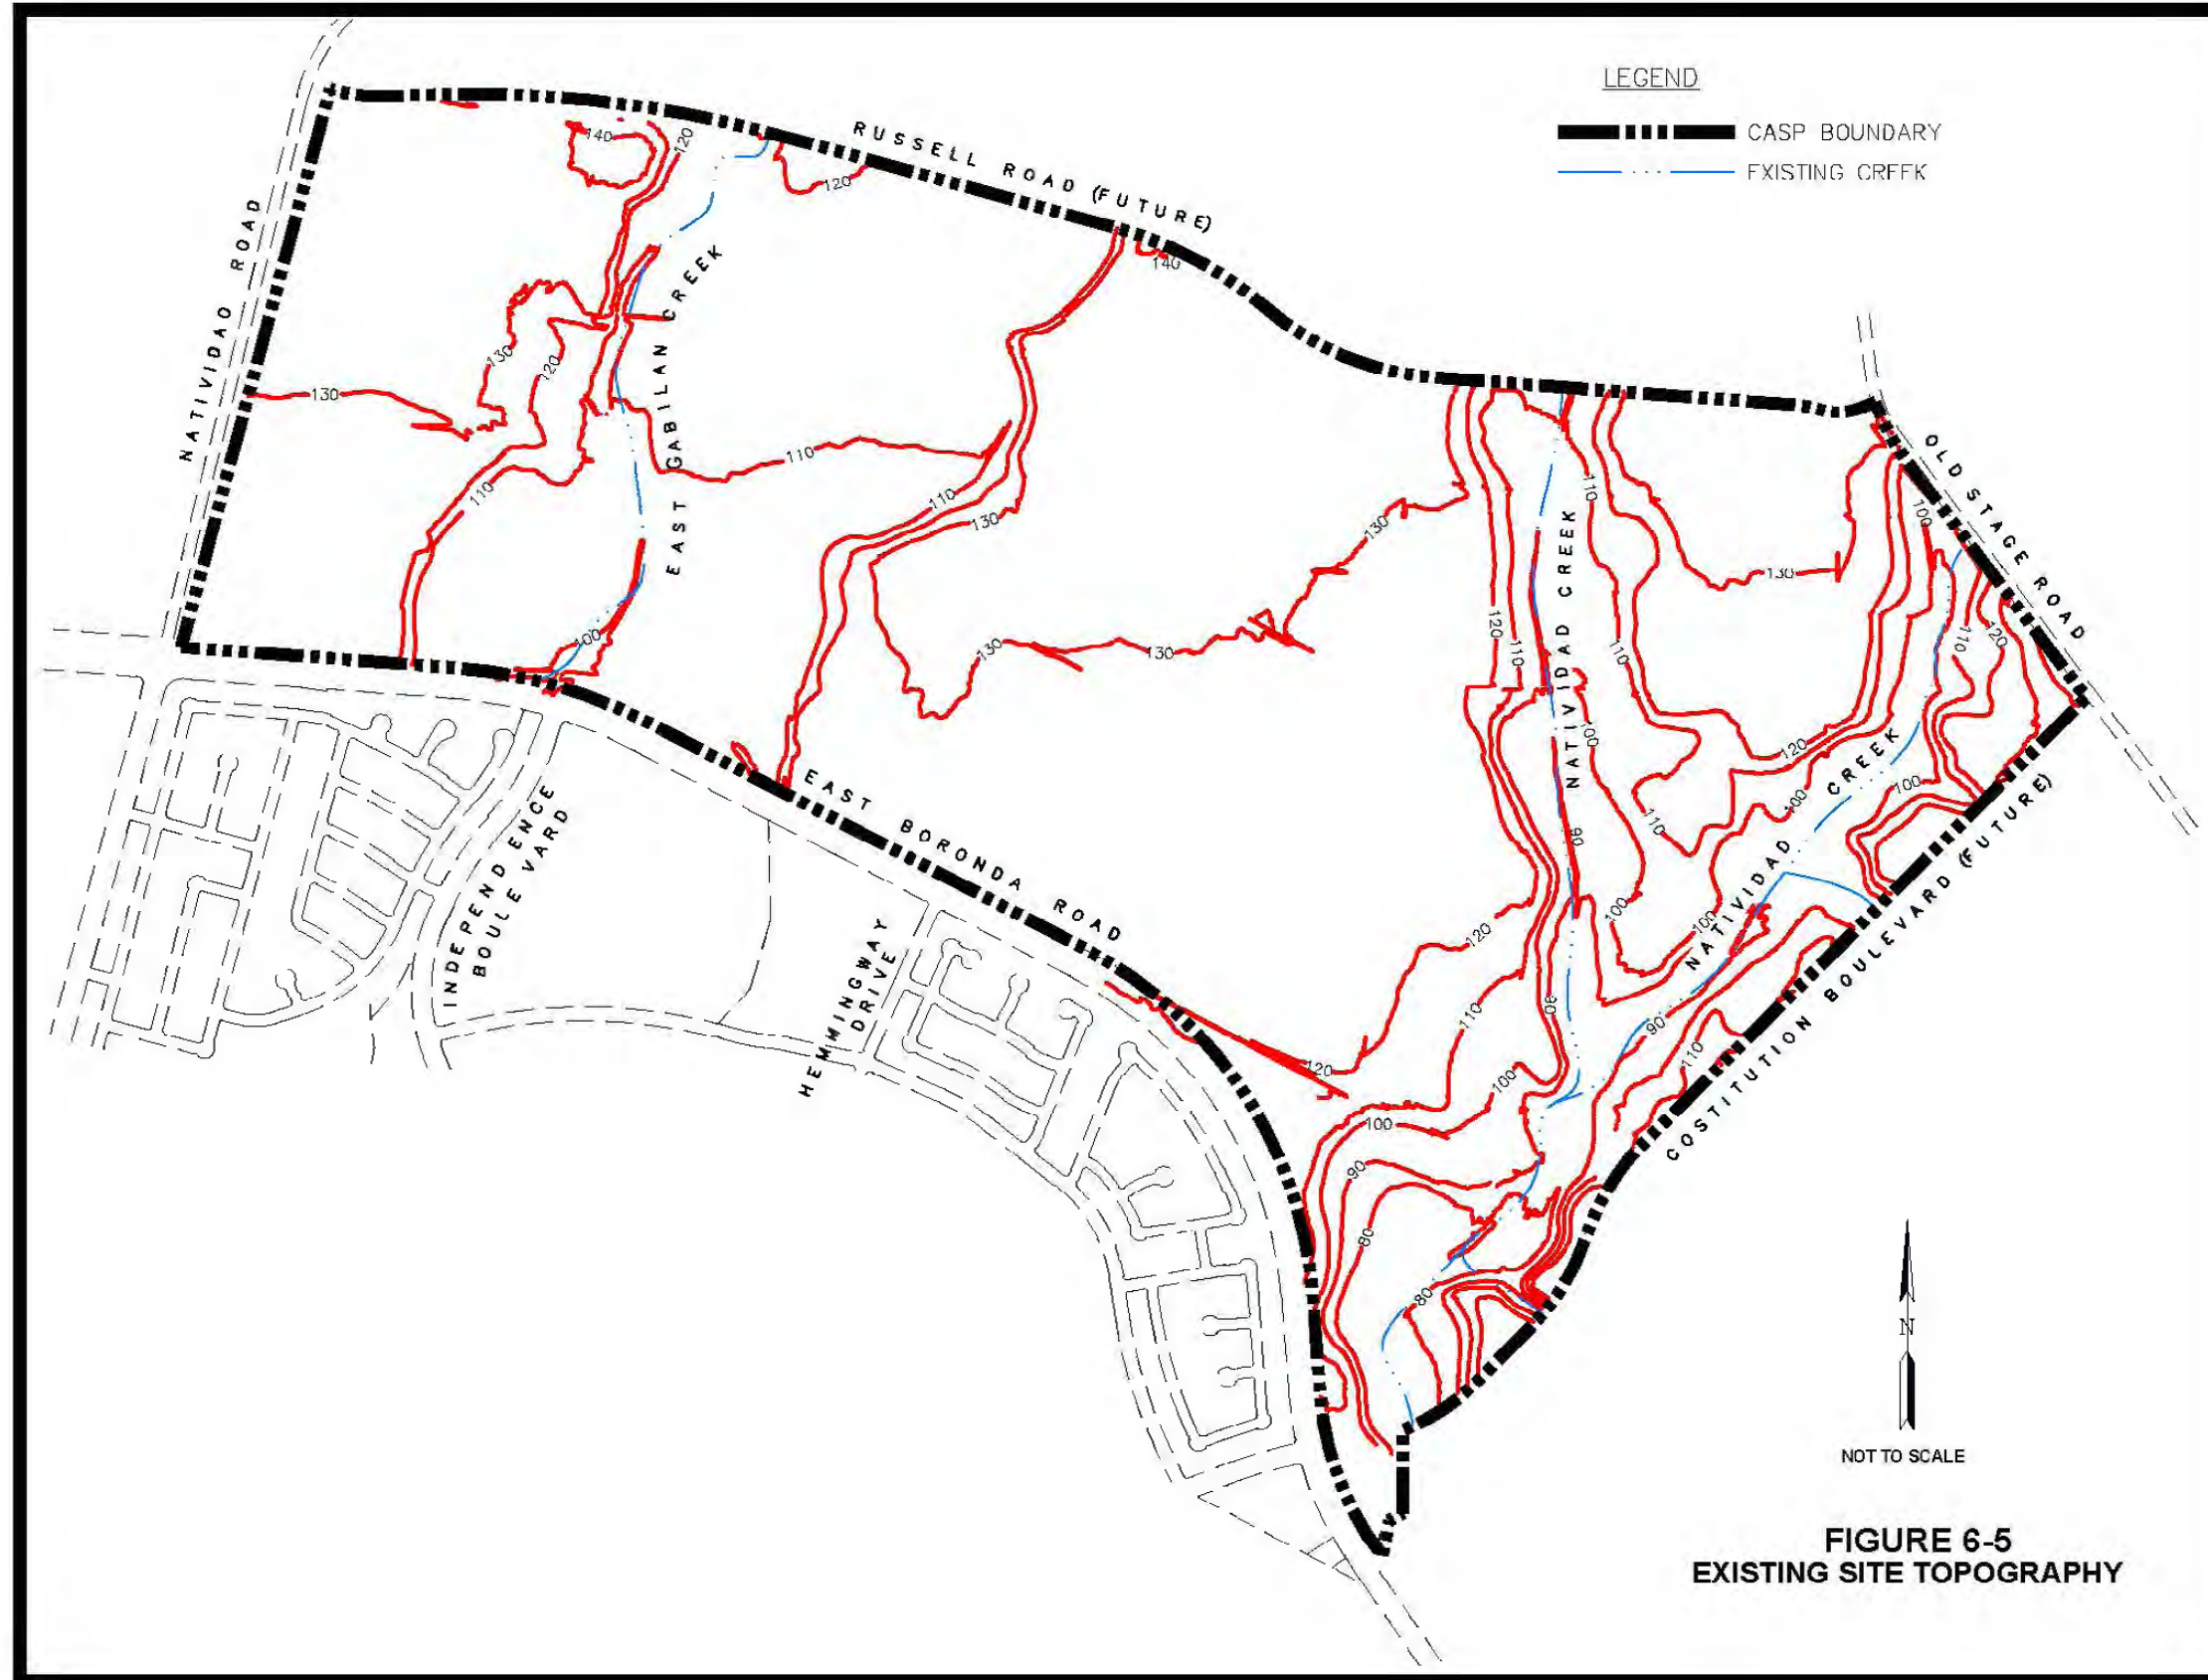 LEGEND
CASP BOUNDARY
EXISTING CREEK
RUSSELL ROAD (FUTURE)
NATIVIDAD ROAD
EAST GABILAN CREEK
OLD STAGE ROAD
NATIVIDAD CREEK
NATIVIDAD CREEK
COSTITUTION BOULEVARD (FUTURE)
EAST BORONDA ROAD
INDEPENDENCE
BOULEVARD
HEMMINGWAY
DRIVE
140
120
120
140
130
130
120
110
110
110
130
100
130
130
130
130
100
110
110
120
120
110
110
100
120
100
100
110
90
100
100
120
90
110
90
110
120
100
100
90
80
80
N
NOT TO SCALE
FIGURE 6-5
EXISTING SITE TOPOGRAPHY